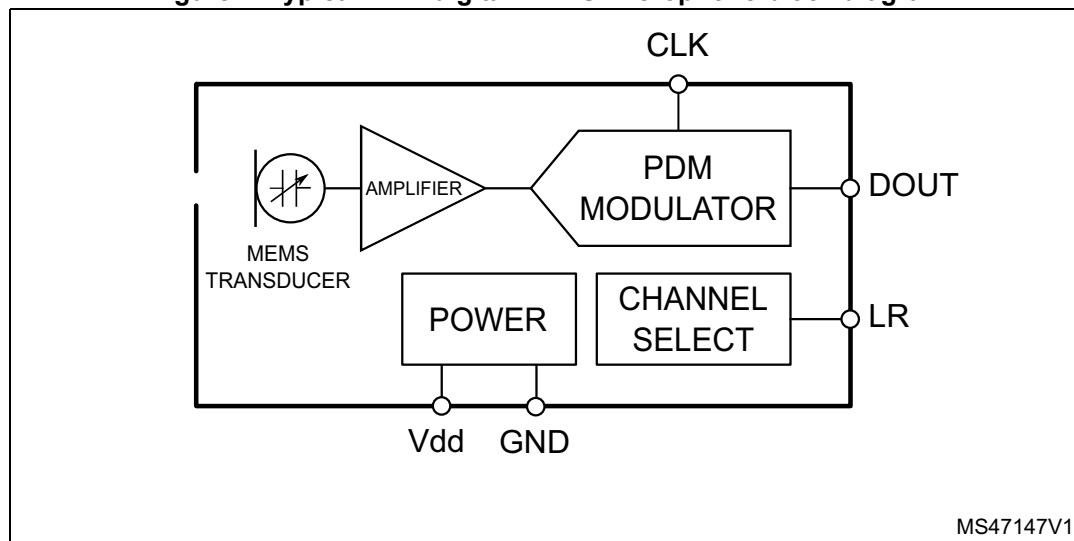 CLK
AMPLIFIER
PDM
MODULATOR
DOUT
MEMS
TRANSDUCER
POWER
CHANNEL
SELECT
LR
Vdd
GND
MS47147V1